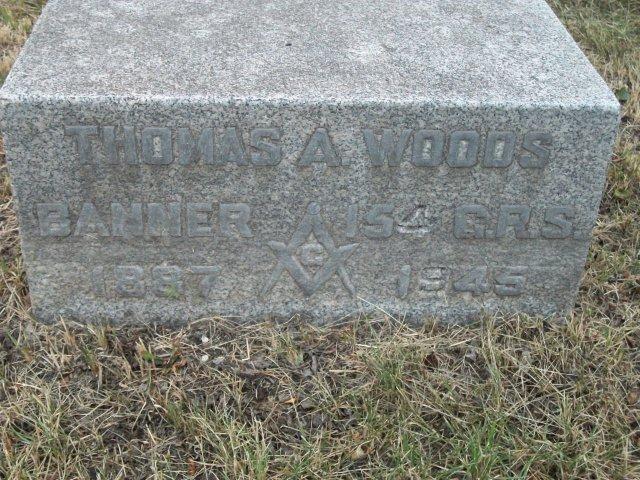 THOMAS A. WOODS
BANNER 154 G.R.S.
G
1887 1945